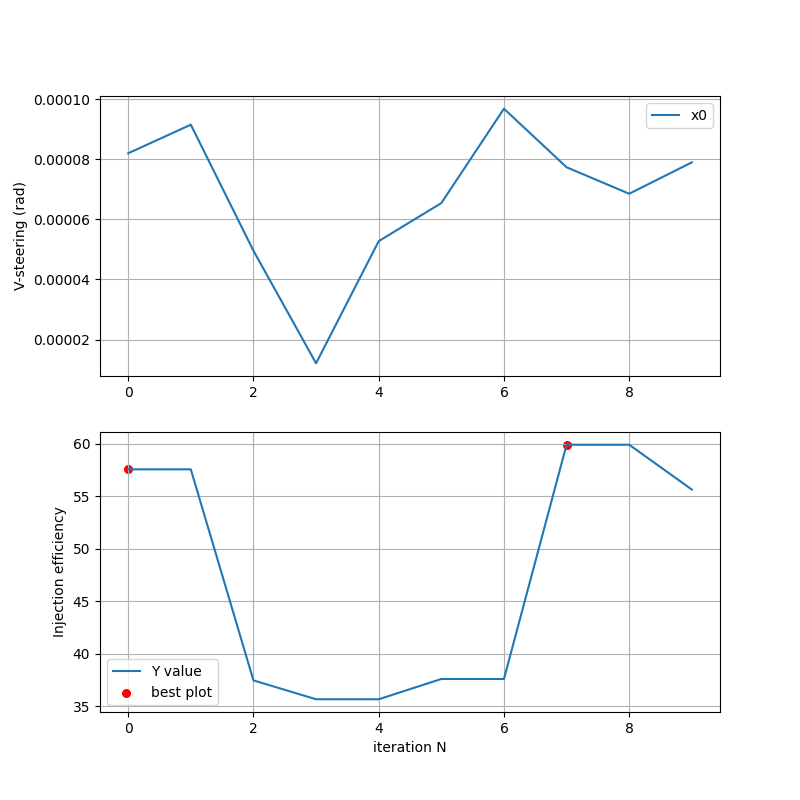 0.00010
0.00008
0.00006
0.00004
0.00002
V-steering (rad)
x0
0 2 4 6 8
60
55
50
45
40
35
Injection efficiency
Y value
best plot
0 2 4 6 8
iteration N